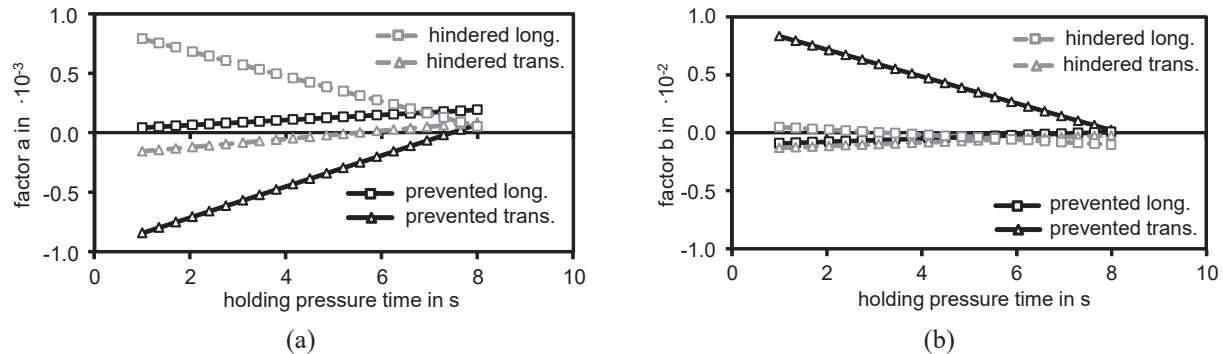 (a)
1.0
0.5
0.0
-0.5
-1.0
factor a in ·10-3
hindered long.
hindered trans.
prevented long.
prevented trans.
0 2 4 6 8 10
holding pressure time in s
(a)
(b)
1.0
0.5
0.0
-0.5
-1.0
factor b in ·10-2
hindered long.
hindered trans.
prevented long.
prevented trans.
0 2 4 6 8 10
holding pressure time in s
(b)